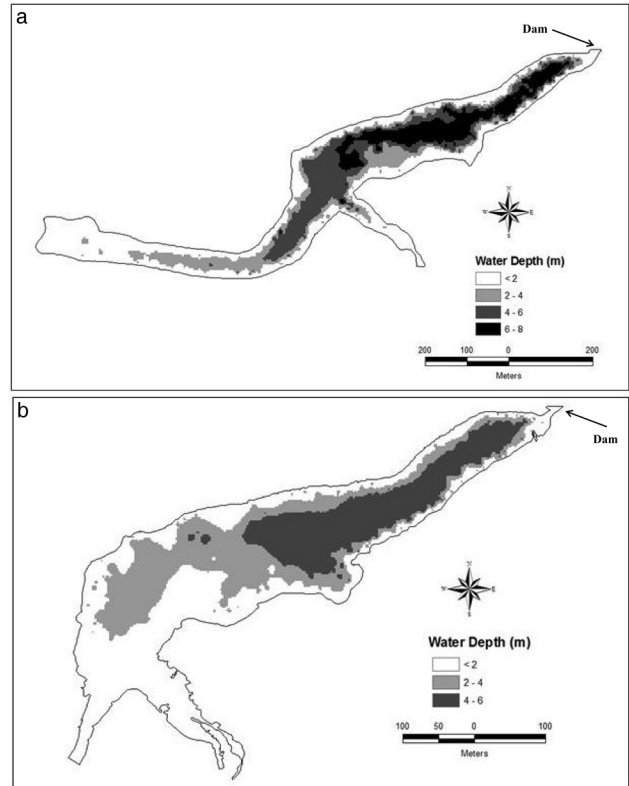 a
Dam
N
W E
S
Water Depth (m)
< 2
2 - 4
4 - 6
6 - 8
200 100 0 200
Meters
b
Dam
N
W E
S
Water Depth (m)
< 2
2 - 4
4 - 6
100 50 0 100
Meters